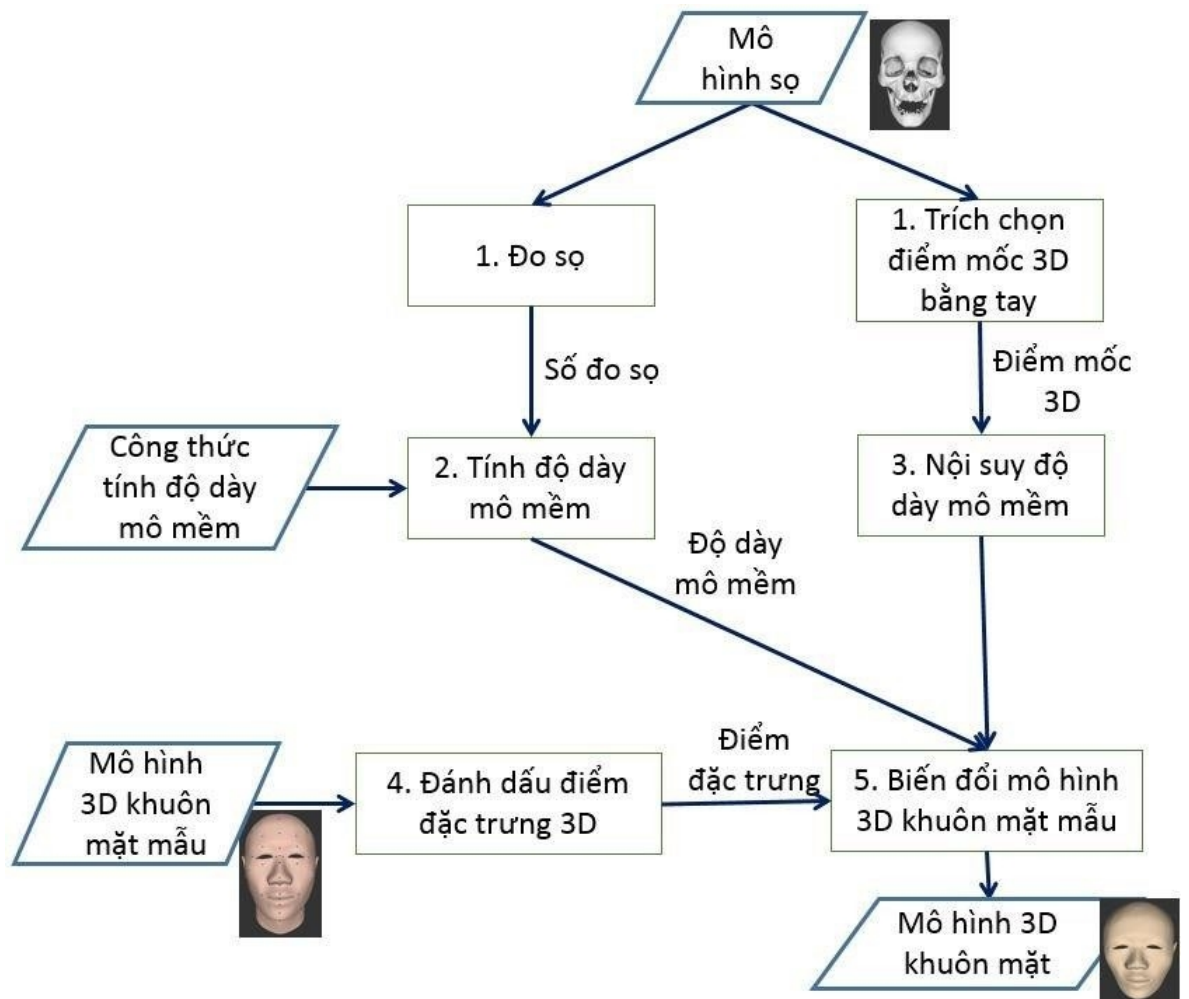 Mô
hình sọ
1. Đo sọ
1. Trích chọn
điểm mốc 3D
bằng tay
Số đo sọ
Điểm mốc
3D
Công thức
tính độ dày
mô mềm
2. Tính độ dày
mô mềm
3. Nội suy độ
dày mô mềm
Độ dày
mô mềm
Mô hình
3D khuôn
mặt mẫu
4. Đánh dấu điểm
đặc trưng 3D
Điểm
đặc trưng
5. Biến đổi mô hình
3D khuôn mặt mẫu
Mô hình 3D
khuôn mặt